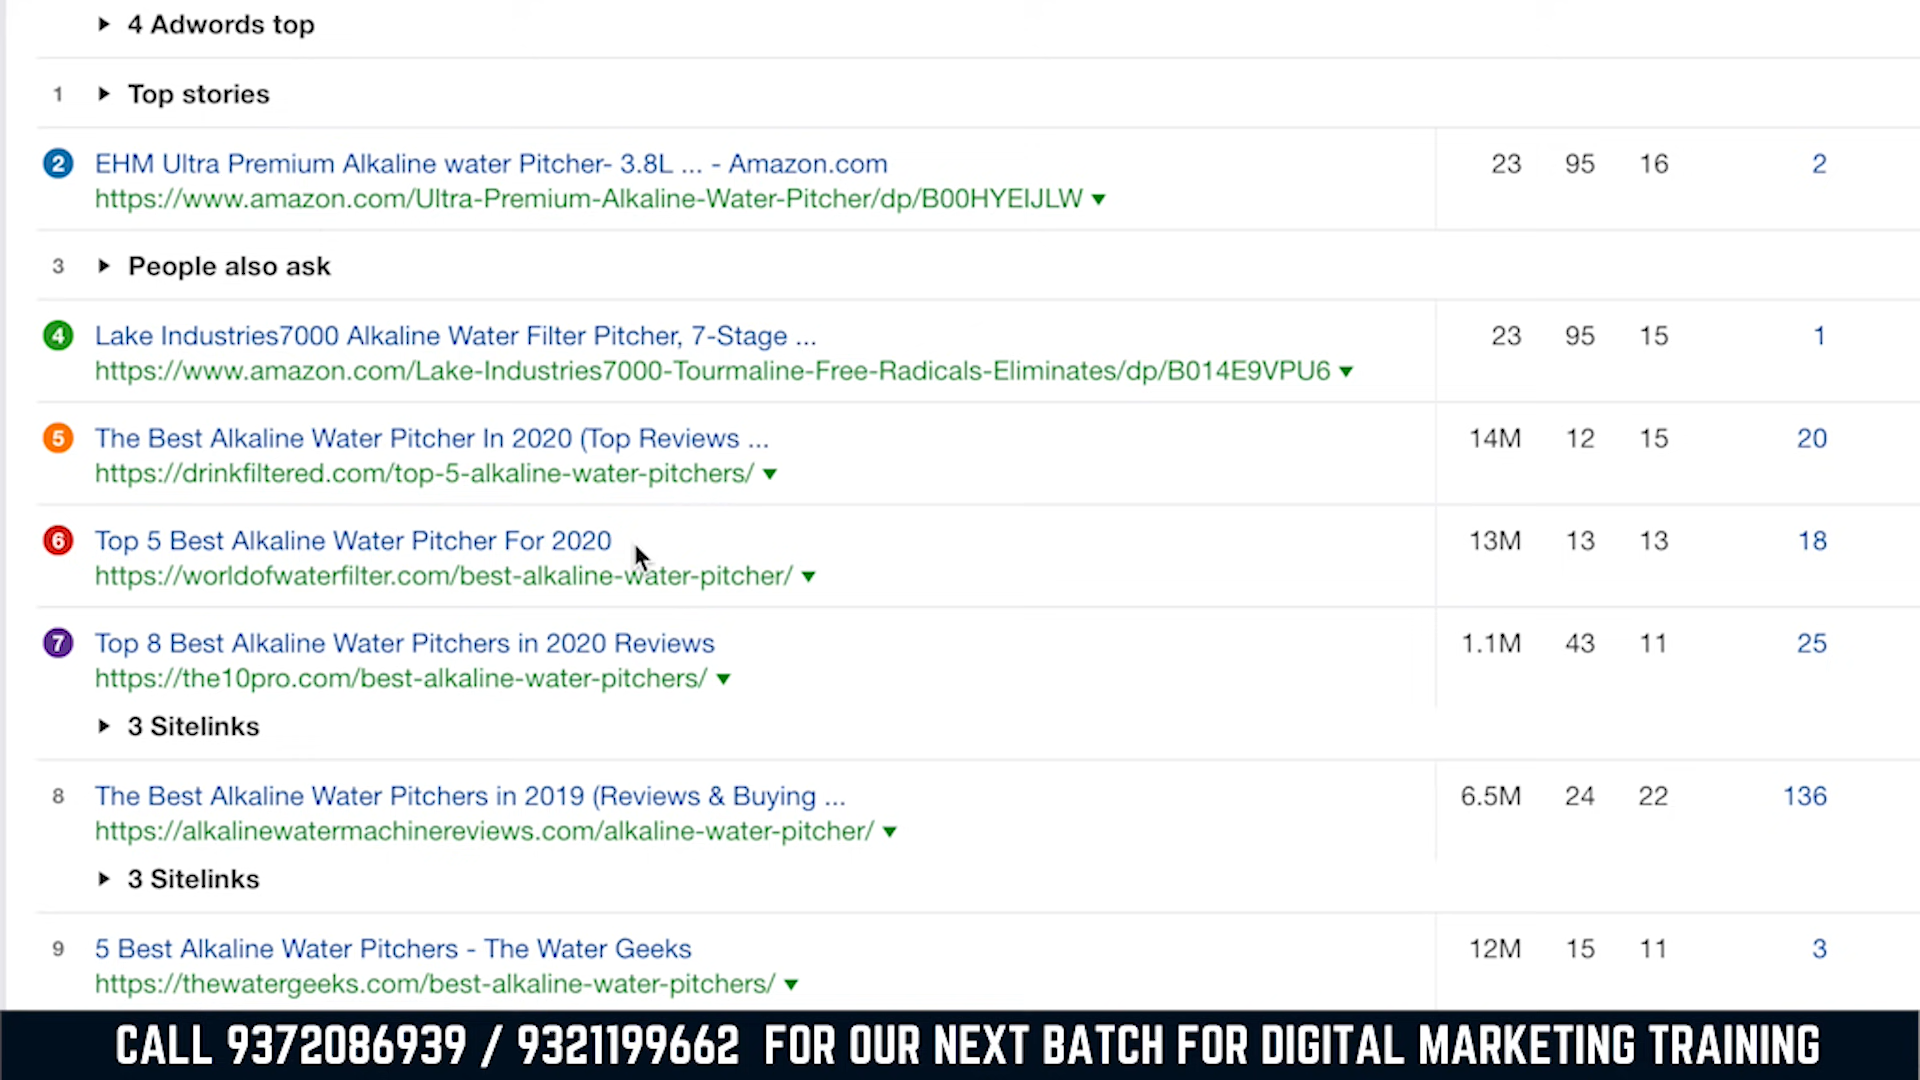 4 Adwords top
1 Top stories
2 EHM Ultra Premium Alkaline water Pitcher- 3.8L ... - Amazon.com 23 95 16 2
https://www.amazon.com/Ultra-Premium-Alkaline-Water-Pitcher/dp/B00HYEIJLW
3 People also ask
4 Lake Industries7000 Alkaline Water Filter Pitcher, 7-Stage ... 23 95 15 1
https://www.amazon.com/Lake-Industries7000-Tourmaline-Free-Radicals-Eliminates/dp/B014E9VPU6
5 The Best Alkaline Water Pitcher In 2020 (Top Reviews ... 14M 12 15 20
https://drinkfiltered.com/top-5-alkaline-water-pitchers/
6 Top 5 Best Alkaline Water Pitcher For 2020 13M 13 13 18
https://worldofwaterfilter.com/best-alkaline-water-pitcher/
7 Top 8 Best Alkaline Water Pitchers in 2020 Reviews 1.1M 43 11 25
https://the10pro.com/best-alkaline-water-pitchers/
3 Sitelinks
8 The Best Alkaline Water Pitchers in 2019 (Reviews & Buying ... 6.5M 24 22 136
https://alkalinewatermachinereviews.com/alkaline-water-pitcher/
3 Sitelinks
9 5 Best Alkaline Water Pitchers - The Water Geeks 12M 15 11 3
https://thewatergeeks.com/best-alkaline-water-pitchers/
CALL 9372086939 / 9321199662 FOR OUR NEXT BATCH FOR DIGITAL MARKETING TRAINING